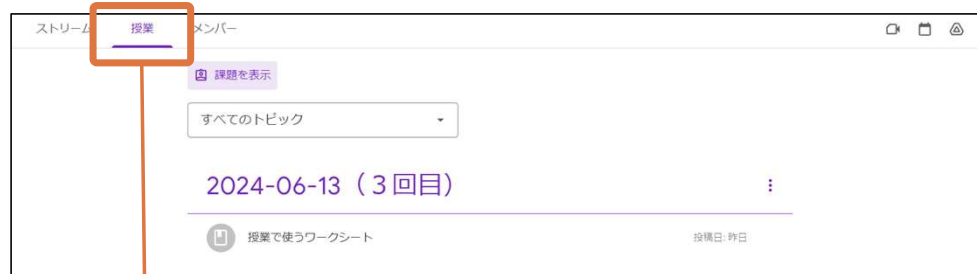 ストリーム 授業 メンバー
課題を表示
すべてのトピック
2024-06-13（３回目）
授業で使うワークシート 投稿日: 昨日